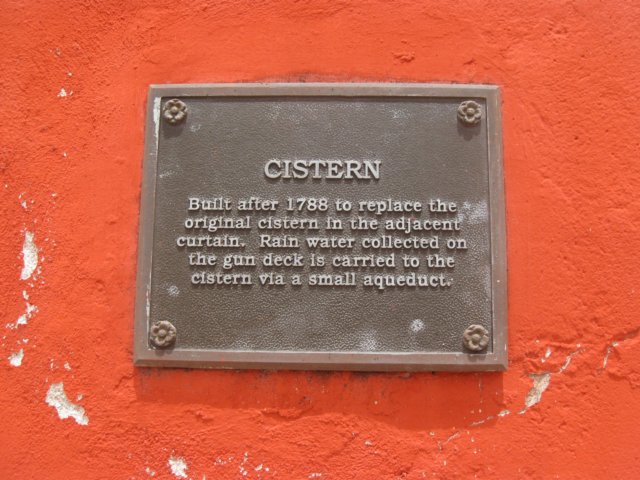 CISTERN
Built after 1788 to replace the
original cistern in the adjacent
curtain. Rain water collected on
the gun deck is carried to the
cistern via a small aqueduct.